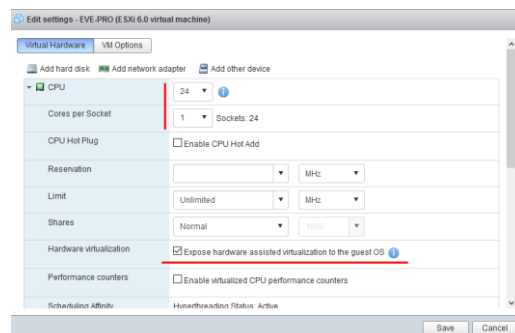 Edit settings - EVE-PRO (ESXi 6.0 virtual machine)
Virtual Hardware VM Options
Add hard disk Add network adapter Add other device
CPU 24
Cores per Socket 1 Sockets: 24
CPU Hot Plug Enable CPU Hot Add
Reservation MHz
Limit Unlimited MHz
Shares Normal 1000
Hardware virtualization Expose hardware assisted virtualization to the guest OS
Performance counters Enable virtualized CPU performance counters
Scheduling Affinity Hyperthreading Status: Active
Save Cancel